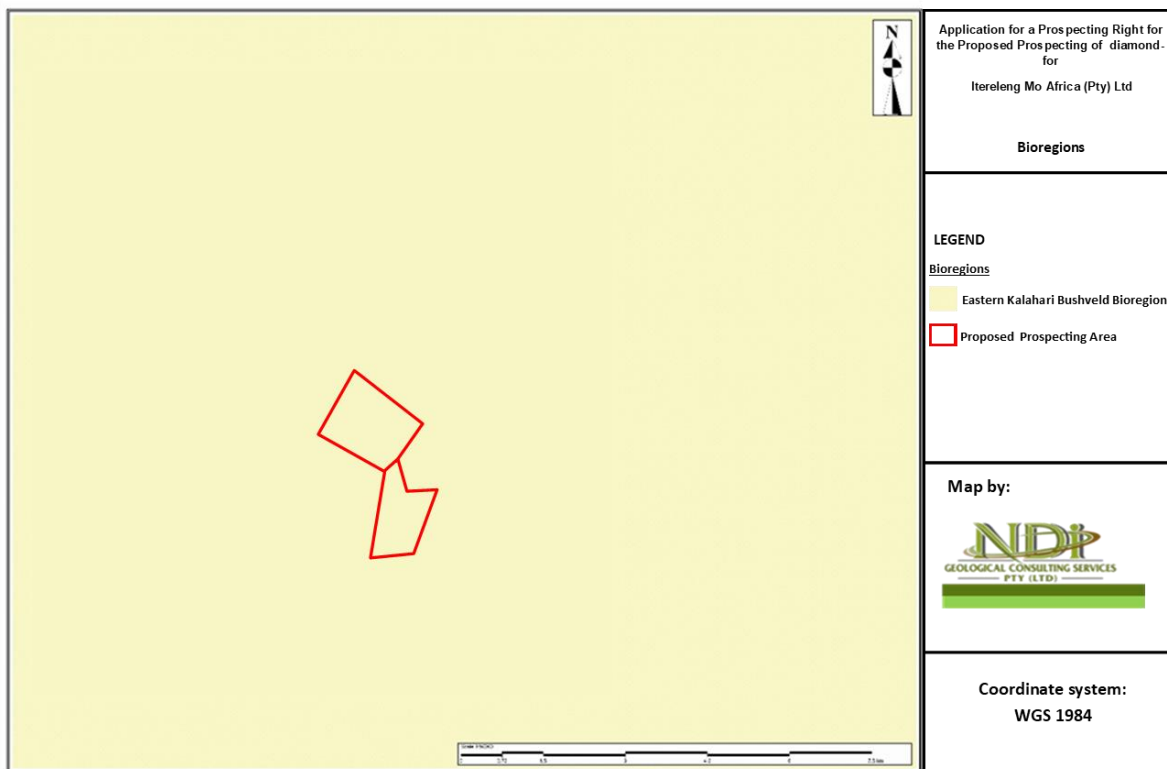 N
Application for a Prospecting Right for
the Proposed Prospecting of diamond-
for
Itereleng Mo Africa (Pty) Ltd
Bioregions
LEGEND
Bioregions
Eastern Kalahari Bushveld Bioregion
Proposed Prospecting Area
Map by:
NDi
GEOLOGICAL CONSULTING SERVICES
PTY (LTD)
Coordinate system:
WGS 1984